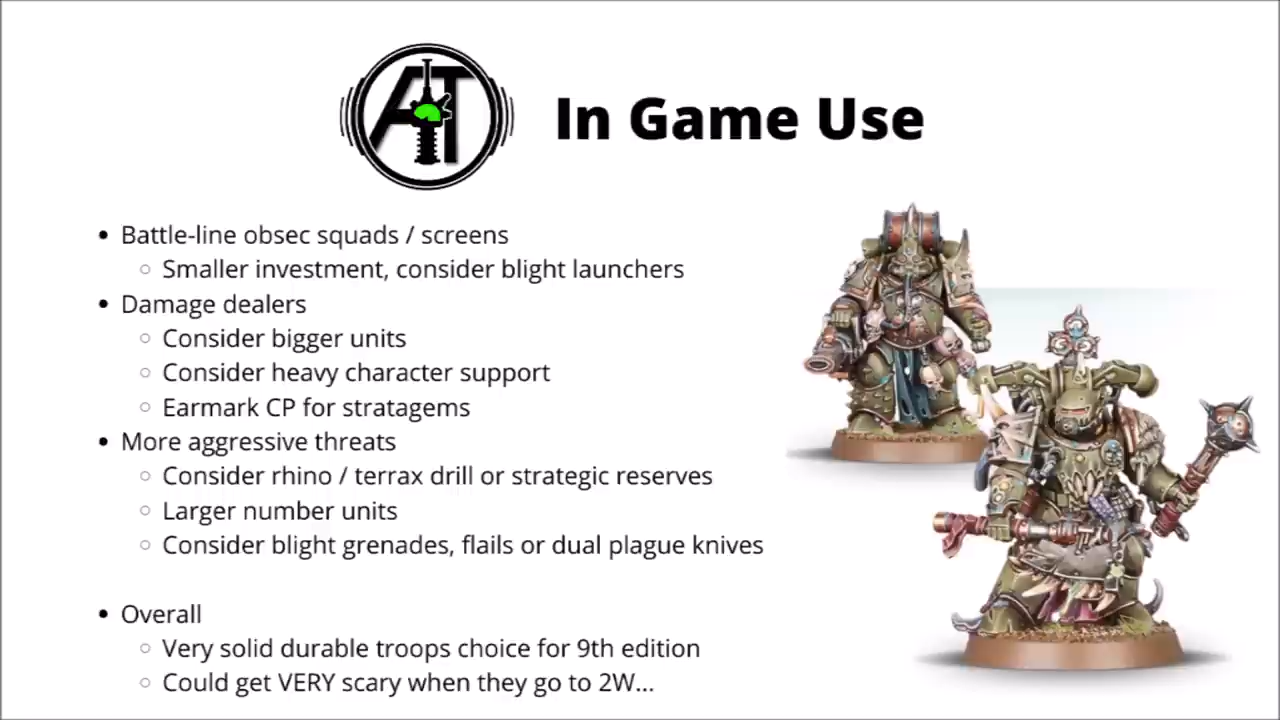 AT
In Game Use
Battle-line obsec squads / screens
Smaller investment, consider blight launchers
Damage dealers
Consider bigger units
Consider heavy character support
Earmark CP for stratagems
More aggressive threats
Consider rhino / terrax drill or strategic reserves
Larger number units
Consider blight grenades, flails or dual plague knives
Overall
Very solid durable troops choice for 9th edition
Could get VERY scary when they go to 2W...